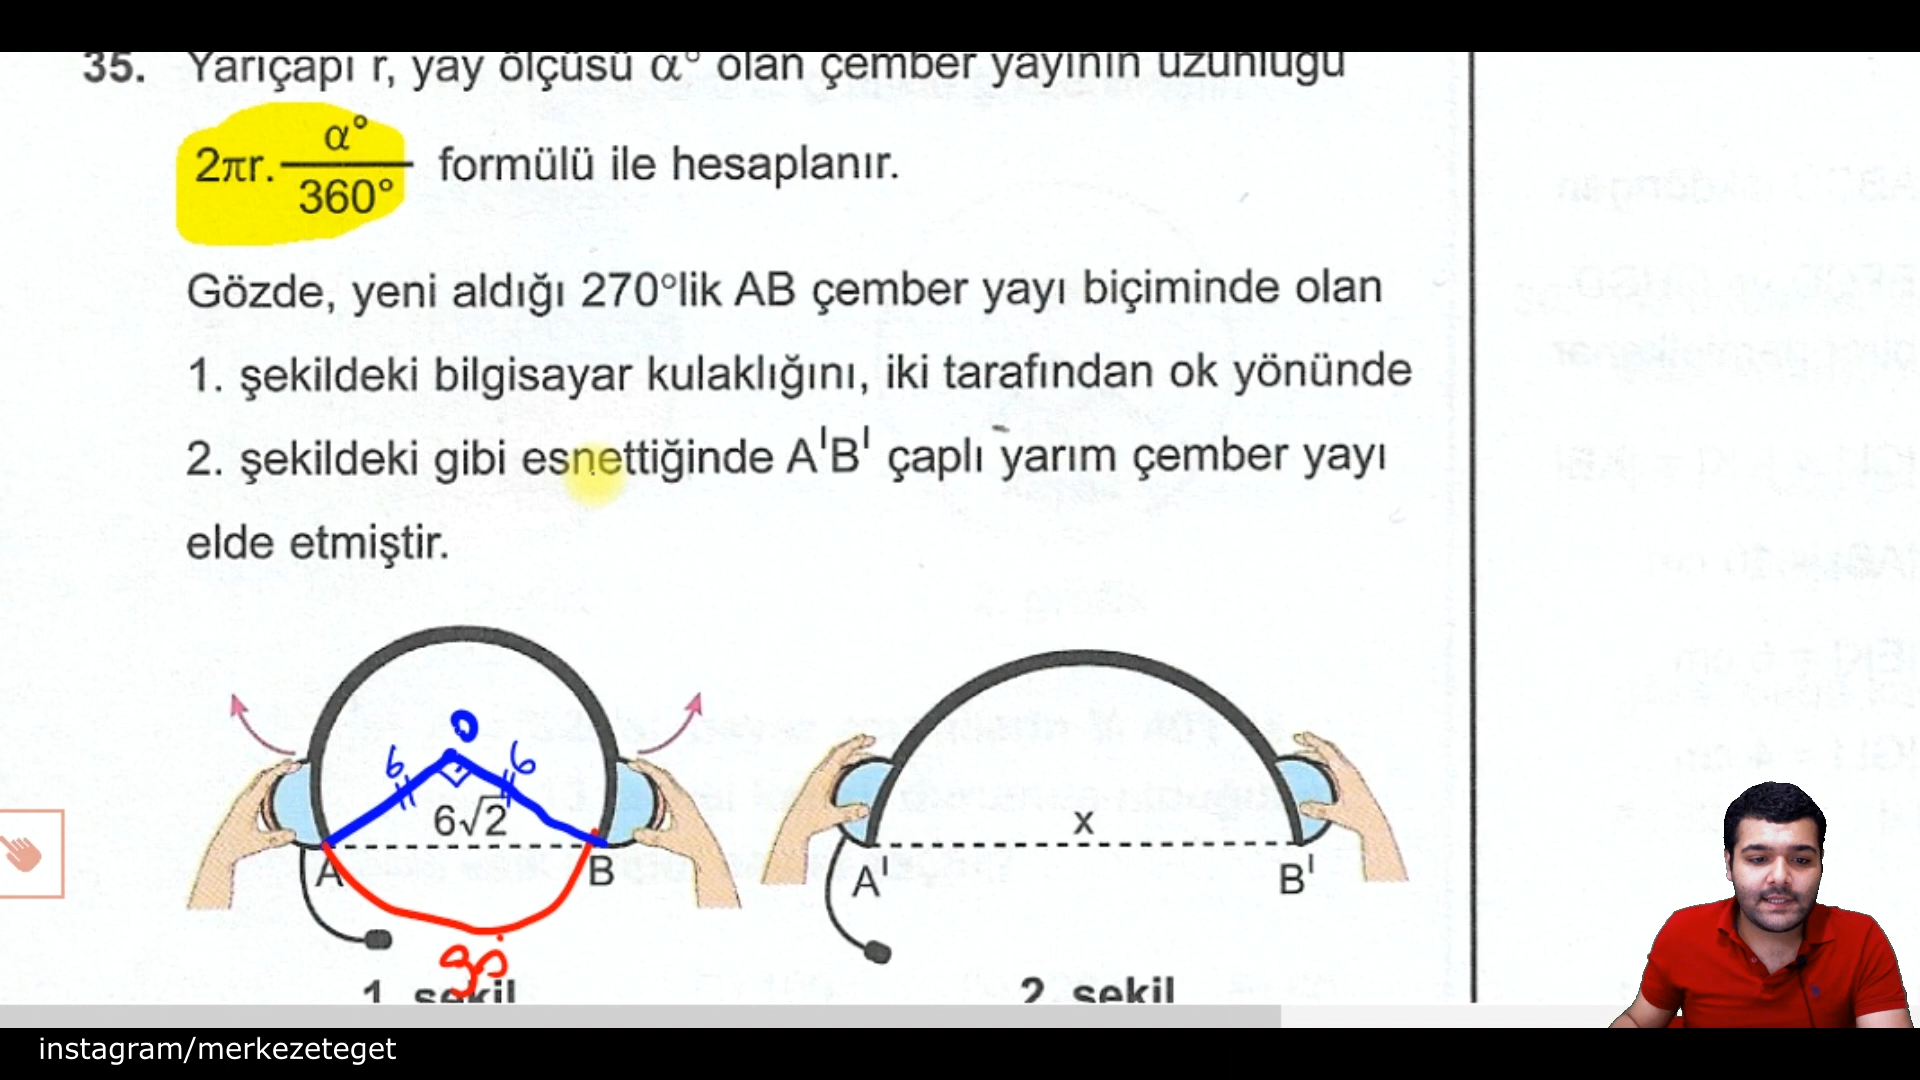 35. Yarıçapı r, yay ölçüsü α° olan çember yayının uzunluğu
2πr. α°/360° formülü ile hesaplanır.
Gözde, yeni aldığı 270°lik AB çember yayı biçiminde olan
1. şekildeki bilgisayar kulaklığını, iki tarafından ok yönünde
2. şekildeki gibi esnettiğinde A'B' çaplı yarım çember yayı
elde etmiştir.
O
6 6
6√2
x
A B
A' B'
1. şekil
2. şekil
instagram/merkezeteget